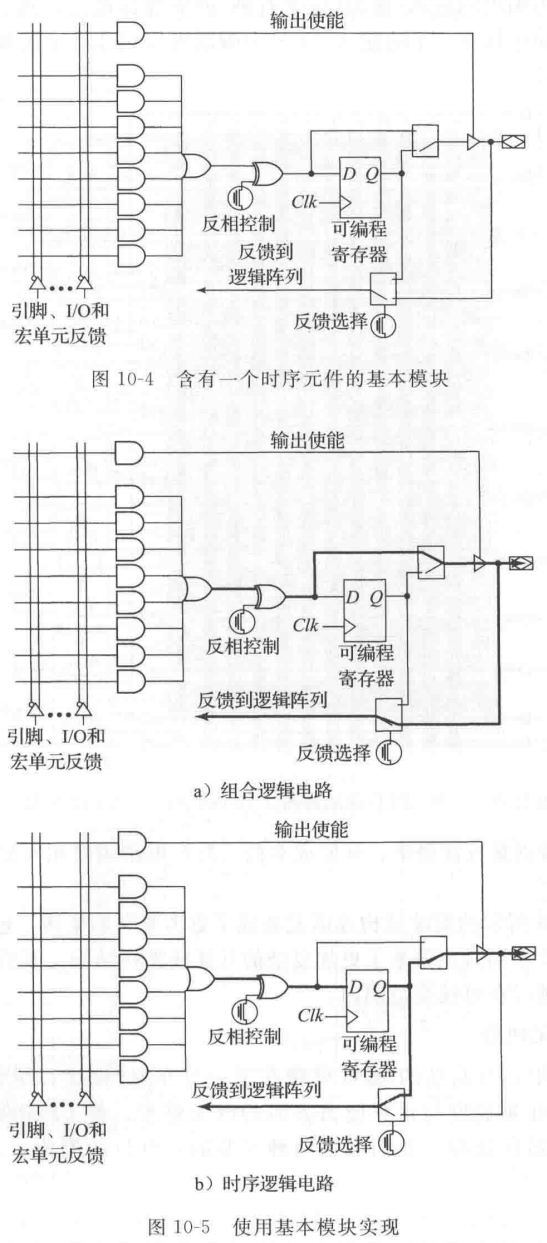 输出使能
D Q
Clk
反相控制
可编程
寄存器
反馈到
逻辑阵列
引脚、I/O和
宏单元反馈
反馈选择
图 10-4 含有一个时序元件的基本模块
输出使能
D Q
Clk
反相控制
可编程
寄存器
反馈到逻辑阵列
引脚、I/O和
宏单元反馈
反馈选择
a）组合逻辑电路
输出使能
D Q
Clk
反相控制
可编程
寄存器
反馈到逻辑阵列
引脚、I/O和
宏单元反馈
反馈选择
b）时序逻辑电路
图 10-5 使用基本模块实现